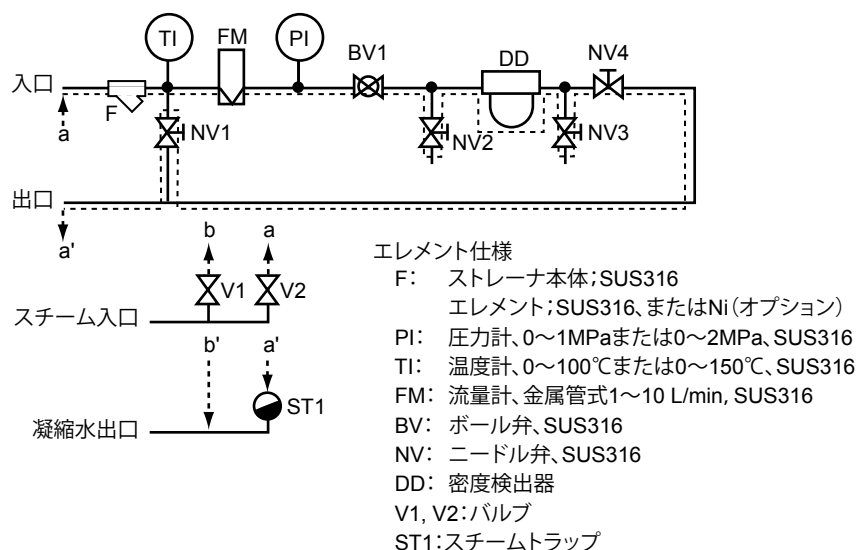 TI
FM
PI
BV1
DD
NV4
入口
F
a
NV1
NV2
NV3
出口
a'
b
a
V1
V2
スチーム入口
b'
a'
ST1
凝縮水出口
エレメント仕様
F： ストレーナ本体；SUS316
エレメント；SUS316、またはNi（オプション）
PI： 圧力計、0～1MPaまたは0～2MPa、SUS316
TI： 温度計、0～100℃または0～150℃、SUS316
FM： 流量計、金属管式1～10 L/min, SUS316
BV： ボール弁、SUS316
NV： ニードル弁、SUS316
DD： 密度検出器
V1, V2：バルブ
ST1：スチームトラップ